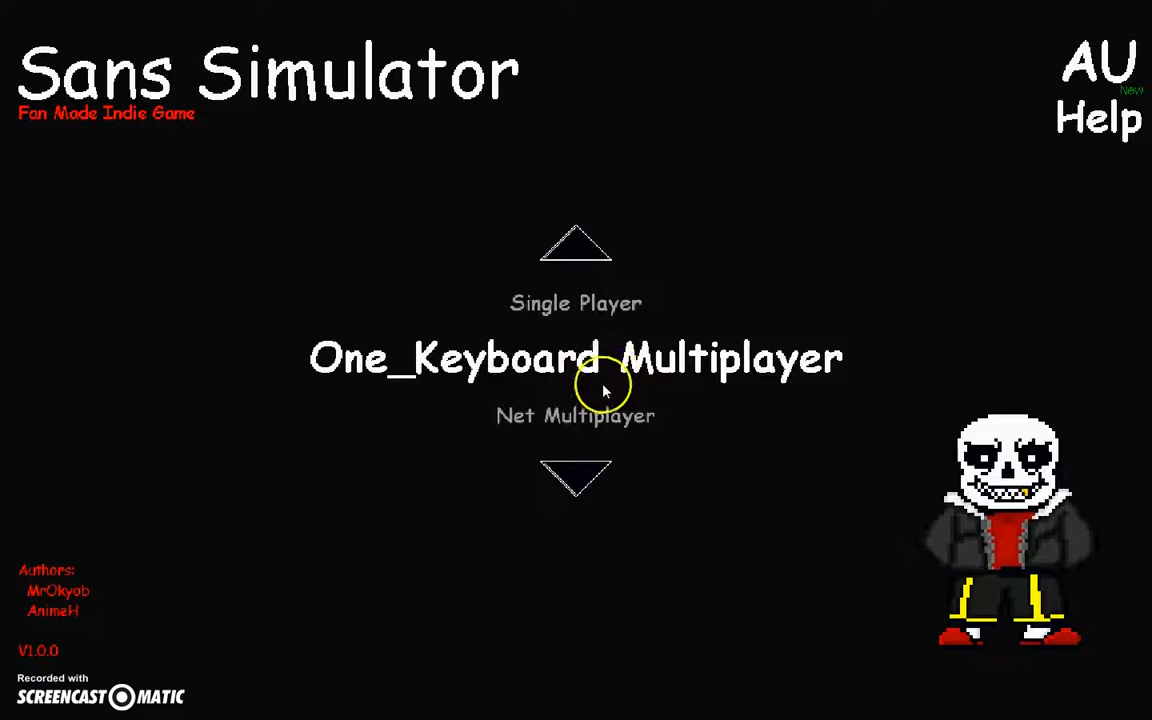 Sans Simulator
Fan Made Indie Game
AU
New
Help
Single Player
One_Keyboard Multiplayer
Net Multiplayer
Authors:
MrOkyob
AnimeH
V1.0.0
Recorded with
SCREENCAST MATIC